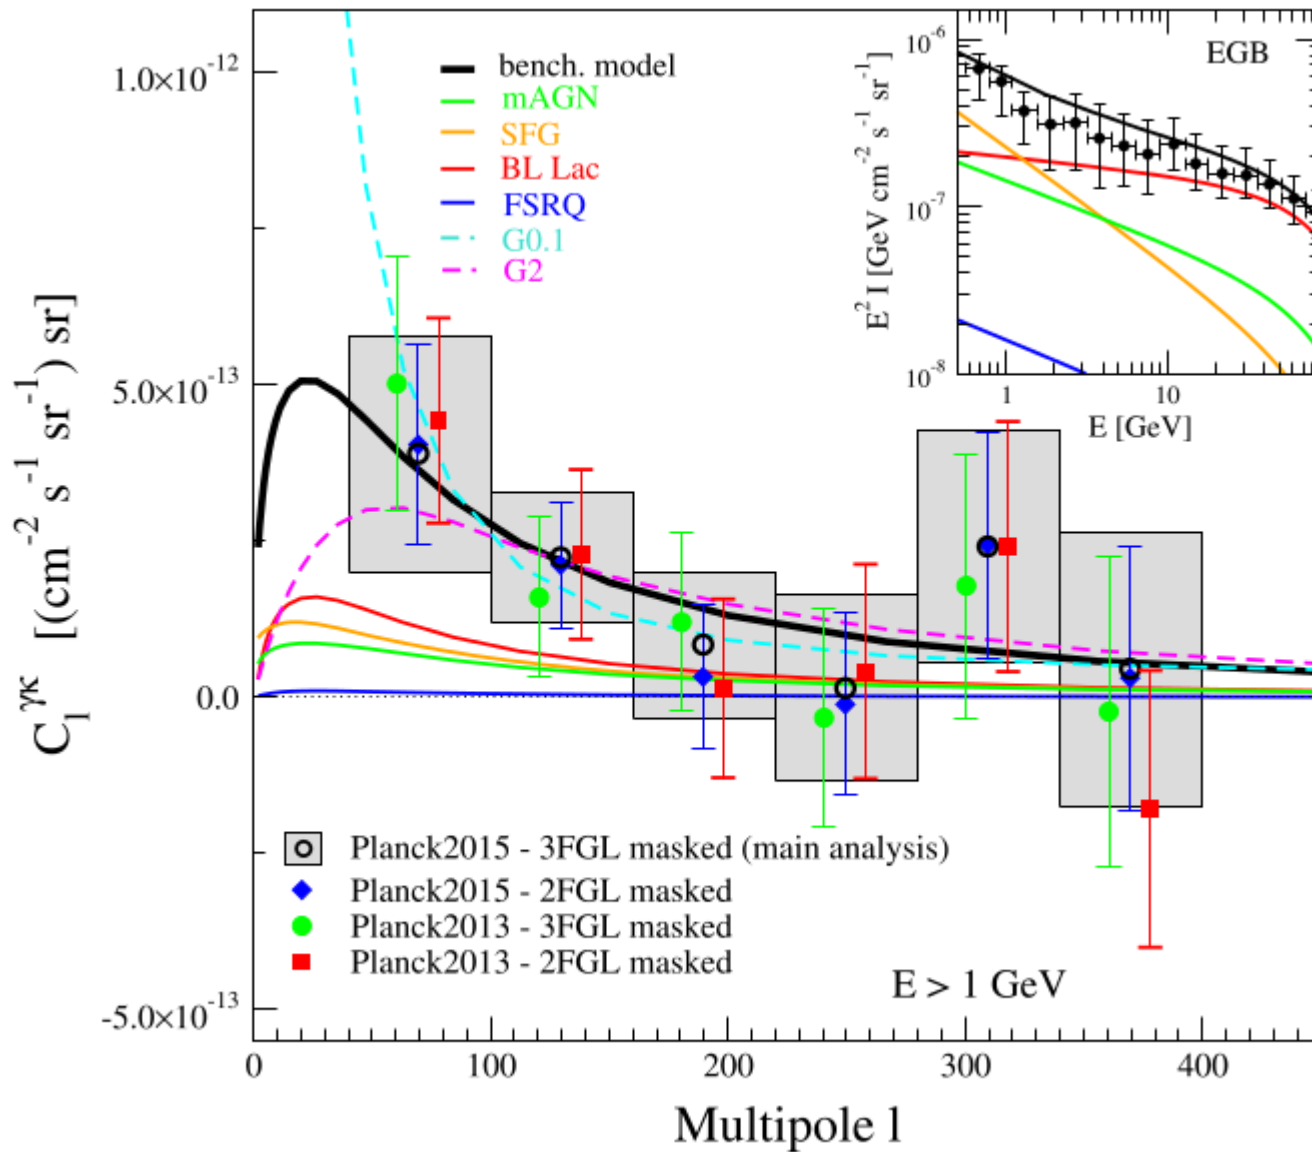 1.0×10⁻¹²
5.0×10⁻¹³
0.0
-5.0×10⁻¹³
C_l^γκ [(cm⁻² s⁻¹ sr⁻¹) sr]
bench. model
mAGN
SFG
BL Lac
FSRQ
G0.1
G2
EGB
10⁻⁶
10⁻⁷
10⁻⁸
E² I [GeV cm⁻² s⁻¹ sr⁻¹]
1 10
E [GeV]
Planck2015 - 3FGL masked (main analysis)
Planck2015 - 2FGL masked
Planck2013 - 3FGL masked
Planck2013 - 2FGL masked
E > 1 GeV
0 100 200 300 400
Multipole l